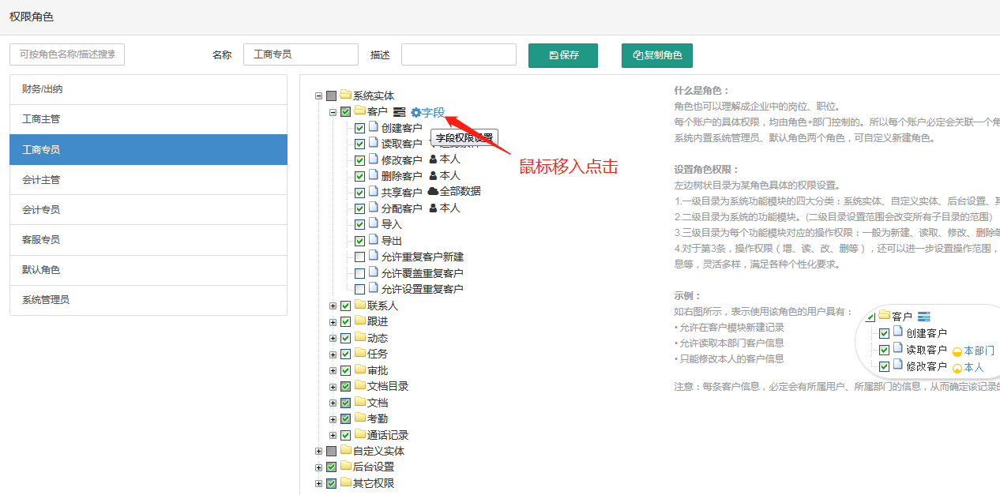 权限角色
可按角色名称/描述搜索
名称
工商专员
描述
保存
复制角色
财务/出纳
工商主管
工商专员
会计主管
会计专员
客服专员
默认角色
系统管理员
系统实体
客户 字段
创建客户
字段权限设置
读取客户
修改客户 本人
删除客户 本人
共享客户 全部数据
分配客户 本人
导入
导出
允许重复客户新建
允许覆盖重复客户
允许设置重复客户
联系人
跟进
动态
任务
审批
文档目录
文档
考勤
通话记录
自定义实体
后台设置
其它权限
鼠标移入点击
什么是角色：
角色也可以理解成企业中的岗位、职位。
每个账户的具体权限，均由角色+部门控制的。所以每个账户必定会关联一个角
系统内置系统管理员、默认角色两个角色，可自定义新建角色。
设置角色权限：
左边树状目录为某角色具体的权限设置。
1.一级目录为系统功能模块的四大分类：系统实体、自定义实体、后台设置、其
2.二级目录为系统的功能模块。(二级目录设置范围会改变所有子目录的范围)
3.三级目录为每个功能模块对应的操作权限：一般为新建、读取、修改、删除等
4.对于第3条，操作权限（增、读、改、删等），还可以进一步设置操作范围，
息等，灵活多样，满足各种个性化要求。
示例：
如右图所示，表示使用该角色的用户具有：
• 允许在客户模块新建记录
• 允许读取本部门客户信息
• 只能修改本人的客户信息
客户
创建客户
读取客户 本部门
修改客户 本人
注意：每条客户信息，必定会有所属用户、所属部门的信息，从而确定该记录的